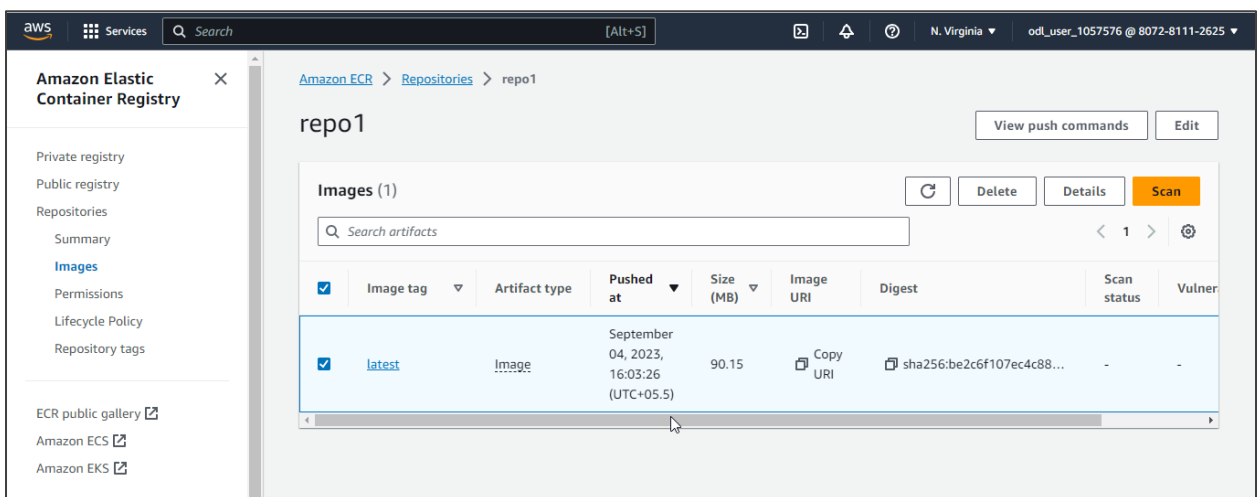 aws Services Search [Alt+S] N. Virginia ▼ odl_user_1057576 @ 8072-8111-2625 ▼
Amazon Elastic
Container Registry
Private registry
Public registry
Repositories
Summary
Images
Permissions
Lifecycle Policy
Repository tags
ECR public gallery
Amazon ECS
Amazon EKS
Amazon ECR > Repositories > repo1
repo1
View push commands Edit
Images (1)
Delete Details Scan
Search artifacts
< 1 >
Image tag Artifact type Pushed at Size (MB) Image URI Digest Scan status Vulner
latest Image September 04, 2023, 16:03:26 (UTC+05.5) 90.15 Copy URI sha256:be2c6f107ec4c88... - -